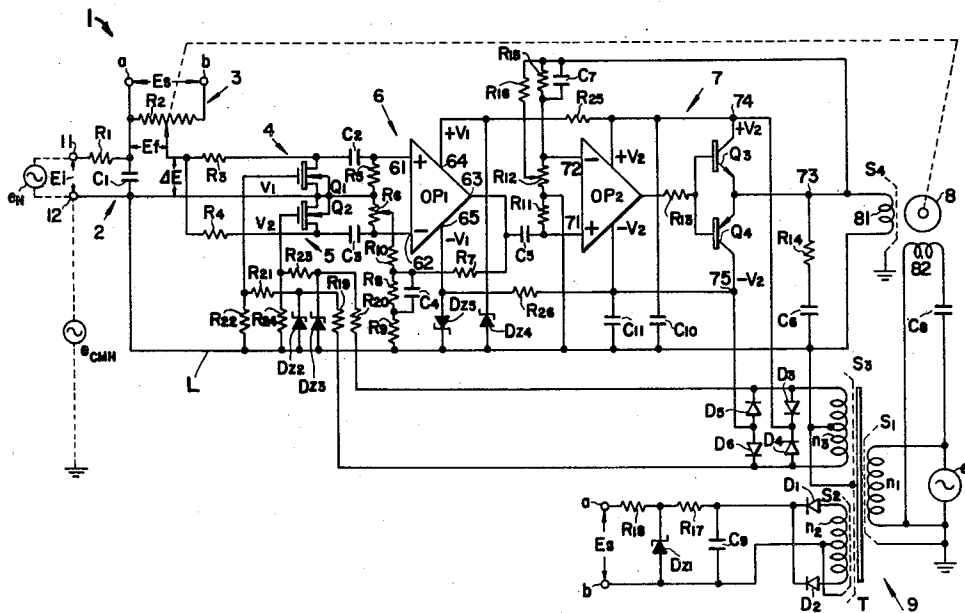 1
a Es b
R2 3
11 R1 Ef
eN Ei C1 ΔE
12 2
R3 4 V1 Q1
R4 V2 Q2 5
C2 R5 R6 C3
6 61 + 64 +V1 OP1 63
62 − 65 −V1
R10 R7 R8 C4 R9
R23 R21 R19 R20
R22 R24 DZ2 DZ3
DZ5 DZ4
R15 C7 R16 R25 7 74
72 − +V2 OP2
R12 R11 C5 71 + −V2
R13 +V2 Q3 Q4
R26 75 −V2
C11 C10
73 R14 C6
S4 81 8 82 C8
eCMH
L
D5 D3 D6 D4
S3 n3 S1 n1 e
a R18 R17 D1 S2 n2
Es DZ1 C9
b D2 T 9